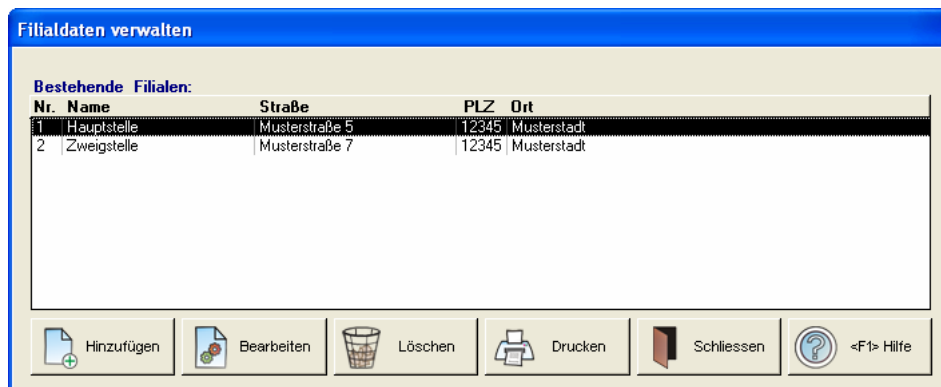 Filialdaten verwalten
Bestehende Filialen:
Nr. Name Straße PLZ Ort
1 Hauptstelle Musterstraße 5 12345 Musterstadt
2 Zweigstelle Musterstraße 7 12345 Musterstadt
Hinzufügen Bearbeiten Löschen Drucken Schliessen <F1> Hilfe